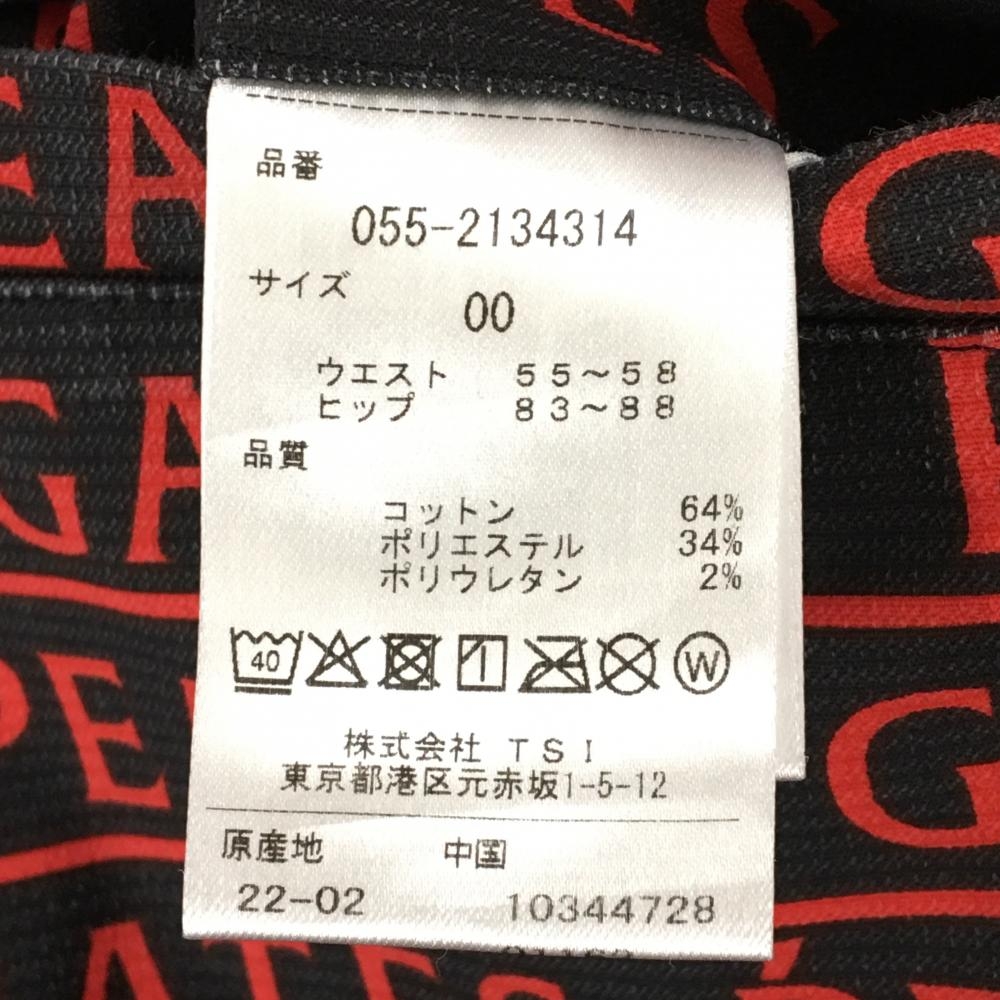 品番
055-2134314
サイズ
00
ウエスト 55～58
ヒップ 83～88
品質
コットン 64%
ポリエステル 34%
ポリウレタン 2%
40
W
株式会社 TSI
東京都港区元赤坂1-5-12
原産地 中国
22-02 10344728